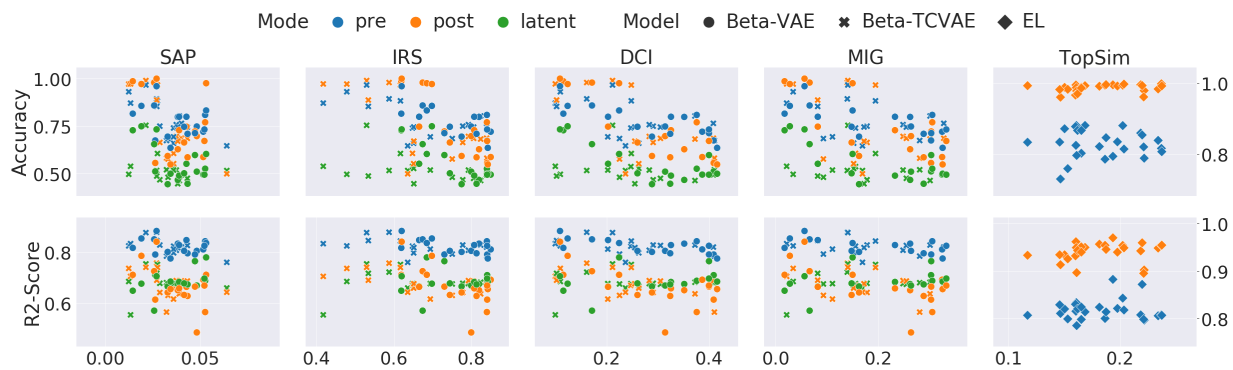 Mode pre post latent Model Beta-VAE Beta-TCVAE EL
SAP IRS DCI MIG TopSim
Accuracy
1.00
0.75
0.50
1.0
0.8
R2-Score
0.8
0.6
1.0
0.9
0.8
0.00 0.05 0.4 0.6 0.8 0.2 0.4 0.0 0.2 0.1 0.2